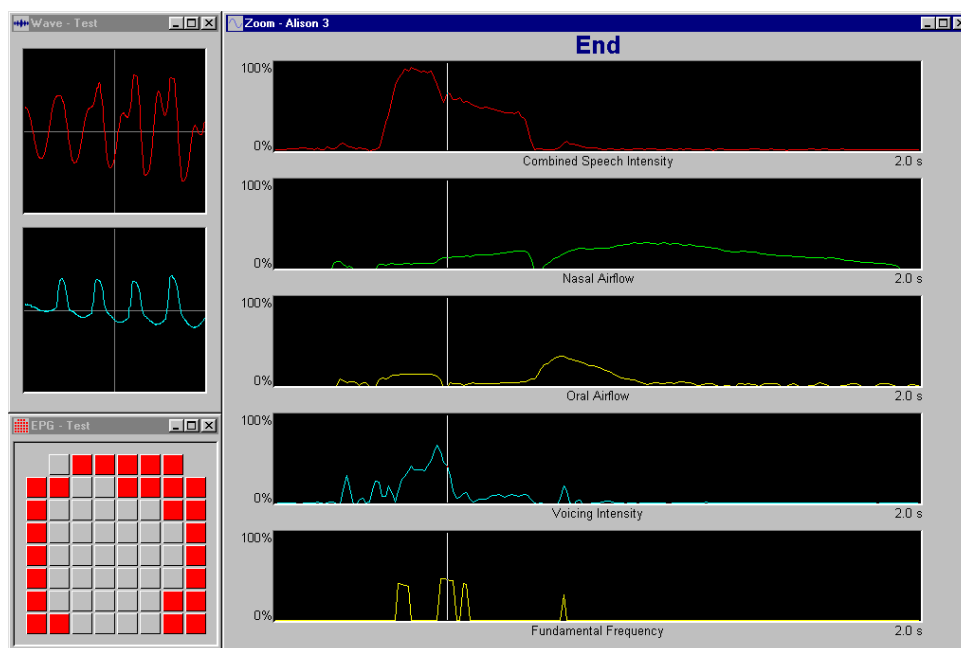 Wave - Test
Zoom - Alison 3
End
100%
0%
Combined Speech Intensity 2.0 s
100%
0%
Nasal Airflow 2.0 s
100%
0%
Oral Airflow 2.0 s
EPG - Test
100%
0%
Voicing Intensity 2.0 s
100%
0%
Fundamental Frequency 2.0 s